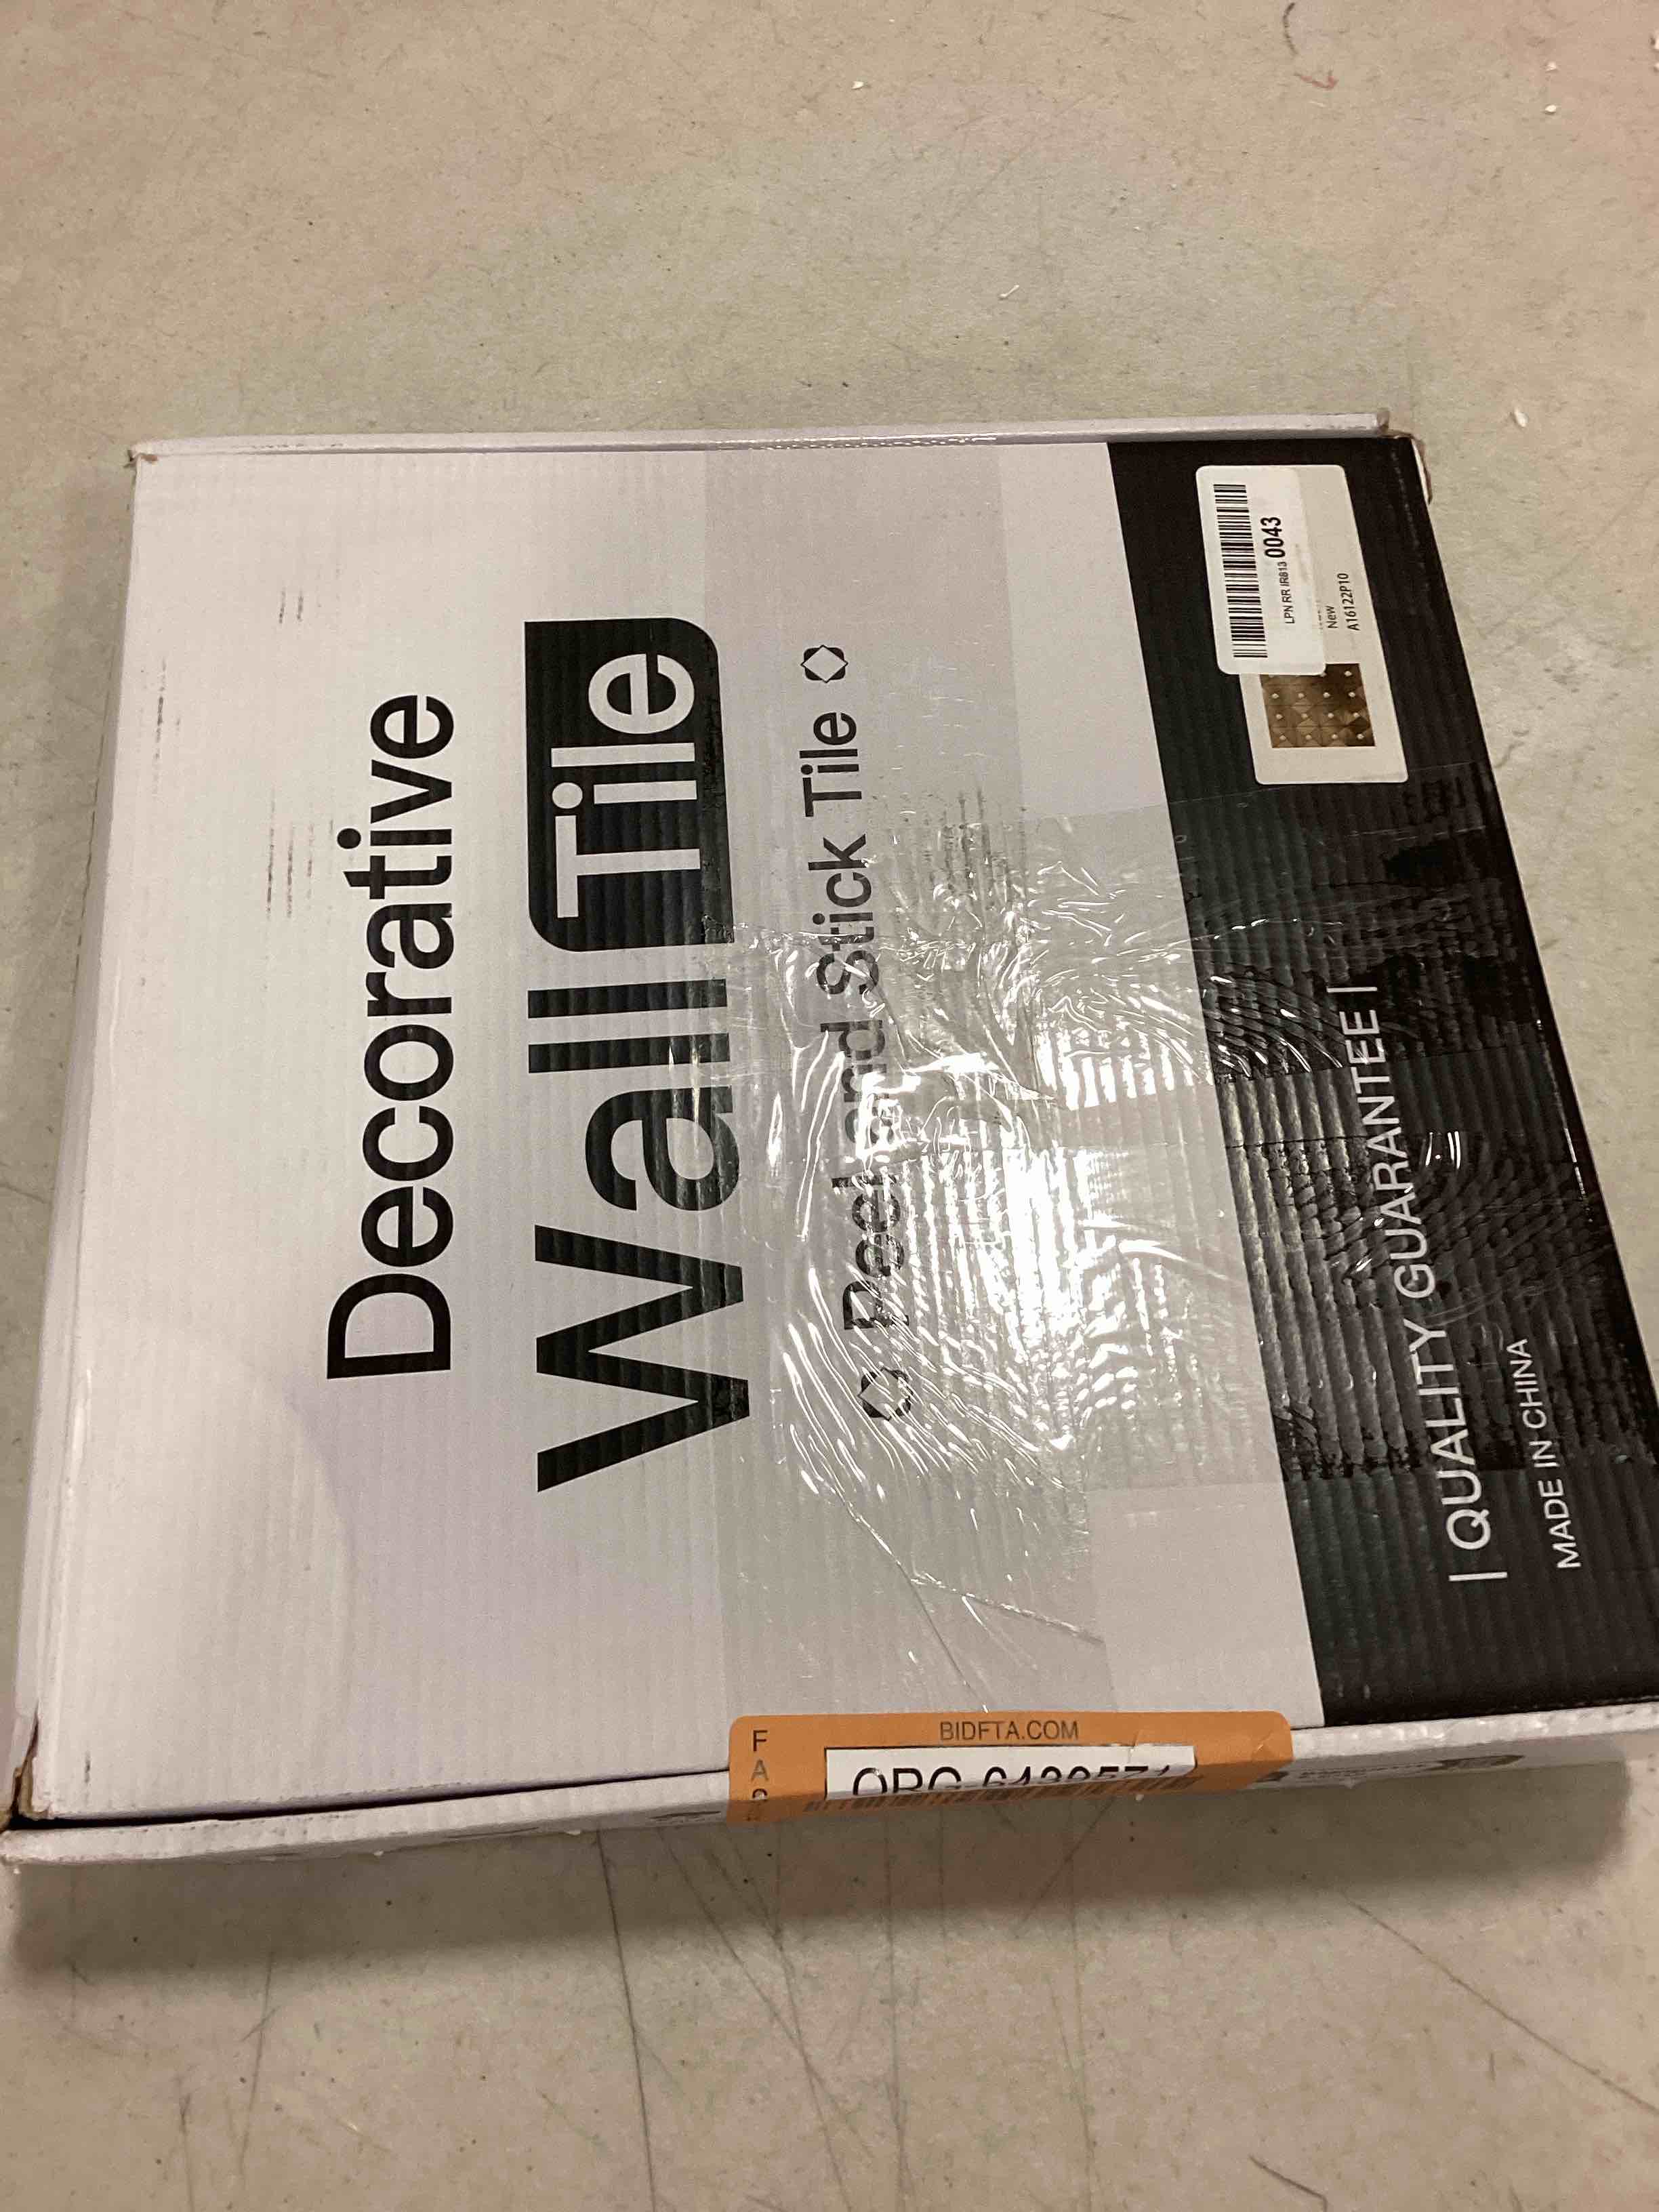 Decorative
Wall Tile
Peel and Stick Tile
| QUALITY GUARANTEE |
MADE IN CHINA
LPN RR IR813 0043
New
A16122P10
BIDFTA.COM